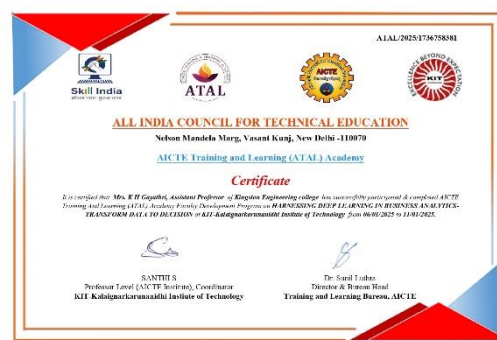 ATAL/2025/1736758381
Skill India
ATAL
AICTE
EXCELLENCE BEYOND EXPECTATION
KIT
ALL INDIA COUNCIL FOR TECHNICAL EDUCATION
Nelson Mandela Marg, Vasant Kunj, New Delhi -110070
AICTE Training and Learning (ATAL) Academy
Certificate
It is certified that Mrs. K H Gayathri, Assistant Professor of Kingston Engineering college has successfully participated & completed AICTE
Training And Learning (ATAL) Academy Faculty Development Program on HARNESSING DEEP LEARNING IN BUSINESS ANALYTICS-
TRANSFORM DATA TO DECISION at KIT-Kalaignarkarunanidhi Institute of Technology from 06/01/2025 to 11/01/2025.
SANTHI S
Professor Level (AICTE Institute), Coordinator
KIT-Kalaignarkarunanidhi Institute of Technology
Dr. Sunil Luthra
Director & Bureau Head
Training and Learning Bureau, AICTE